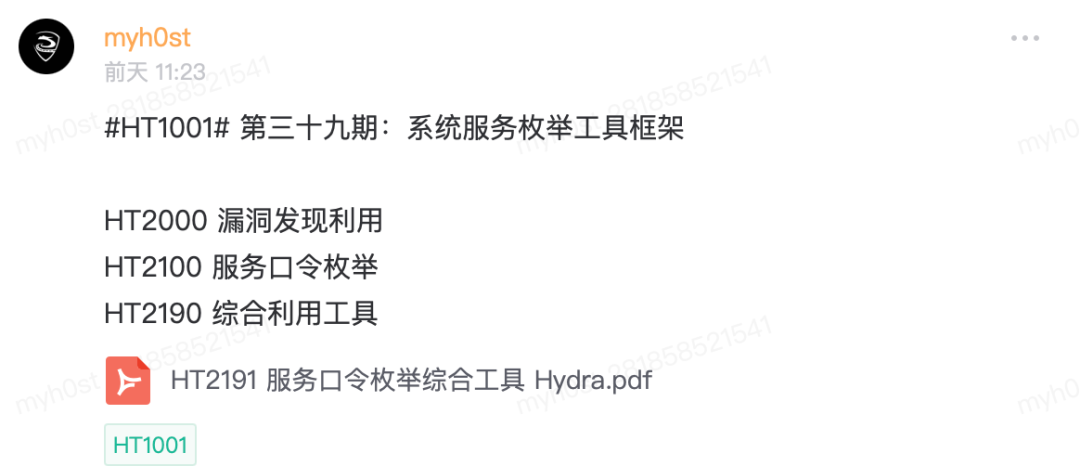 myh0st
前天 11:23
#HT1001# 第三十九期：系统服务枚举工具框架
HT2000 漏洞发现利用
HT2100 服务口令枚举
HT2190 综合利用工具
HT2191 服务口令枚举综合工具 Hydra.pdf
HT1001